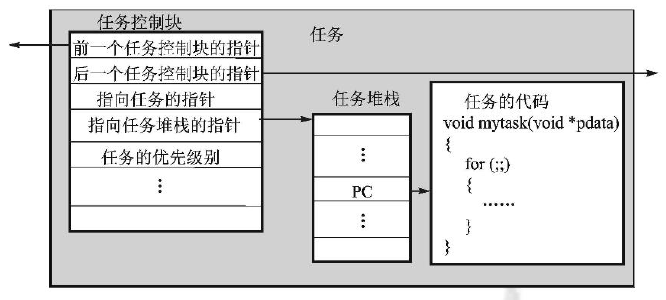 任务控制块
任务
前一个任务控制块的指针
后一个任务控制块的指针
指向任务的指针
指向任务堆栈的指针
任务的优先级别
⋮
任务堆栈
⋮
PC
⋮
任务的代码
void mytask(void *pdata)
{
for (;;)
{
……
}
}